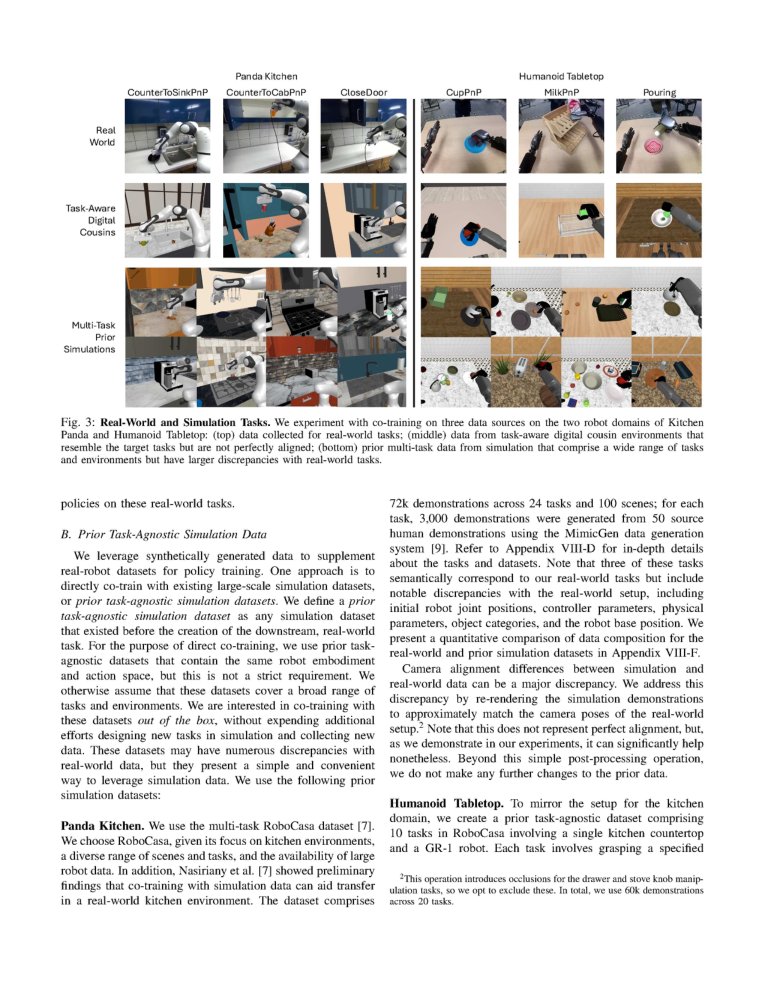 Panda Kitchen
Humanoid Tabletop
CounterToSinkPnP
CounterToCabPnP
CloseDoor
CupPnP
MilkPnP
Pouring
Real
World
Task-Aware
Digital
Cousins
Multi-Task
Prior
Simulations
Fig. 3: Real-World and Simulation Tasks. We experiment with co-training on three data sources on the two robot domains of Kitchen
Panda and Humanoid Tabletop: (top) data collected for real-world tasks; (middle) data from task-aware digital cousin environments that
resemble the target tasks but are not perfectly aligned; (bottom) prior multi-task data from simulation that comprise a wide range of tasks
and environments but have larger discrepancies with real-world tasks.
policies on these real-world tasks.
B. Prior Task-Agnostic Simulation Data
We leverage synthetically generated data to supplement
real-robot datasets for policy training. One approach is to
directly co-train with existing large-scale simulation datasets,
or prior task-agnostic simulation datasets. We define a prior
task-agnostic simulation dataset as any simulation dataset
that existed before the creation of the downstream, real-world
task. For the purpose of direct co-training, we use prior task-
agnostic datasets that contain the same robot embodiment
and action space, but this is not a strict requirement. We
otherwise assume that these datasets cover a broad range of
tasks and environments. We are interested in co-training with
these datasets out of the box, without expending additional
efforts designing new tasks in simulation and collecting new
data. These datasets may have numerous discrepancies with
real-world data, but they present a simple and convenient
way to leverage simulation data. We use the following prior
simulation datasets:
Panda Kitchen. We use the multi-task RoboCasa dataset [7].
We choose RoboCasa, given its focus on kitchen environments,
a diverse range of scenes and tasks, and the availability of large
robot data. In addition, Nasiriany et al. [7] showed preliminary
findings that co-training with simulation data can aid transfer
in a real-world kitchen environment. The dataset comprises
72k demonstrations across 24 tasks and 100 scenes; for each
task, 3,000 demonstrations were generated from 50 source
human demonstrations using the MimicGen data generation
system [9]. Refer to Appendix VIII-D for in-depth details
about the tasks and datasets. Note that three of these tasks
semantically correspond to our real-world tasks but include
notable discrepancies with the real-world setup, including
initial robot joint positions, controller parameters, physical
parameters, object categories, and the robot base position. We
present a quantitative comparison of data composition for the
real-world and prior simulation datasets in Appendix VIII-F.
Camera alignment differences between simulation and
real-world data can be a major discrepancy. We address this
discrepancy by re-rendering the simulation demonstrations
to approximately match the camera poses of the real-world
setup.2 Note that this does not represent perfect alignment, but,
as we demonstrate in our experiments, it can significantly help
nonetheless. Beyond this simple post-processing operation,
we do not make any further changes to the prior data.
Humanoid Tabletop. To mirror the setup for the kitchen
domain, we create a prior task-agnostic dataset comprising
10 tasks in RoboCasa involving a single kitchen countertop
and a GR-1 robot. Each task involves grasping a specified
2This operation introduces occlusions for the drawer and stove knob manip-
ulation tasks, so we opt to exclude these. In total, we use 60k demonstrations
across 20 tasks.